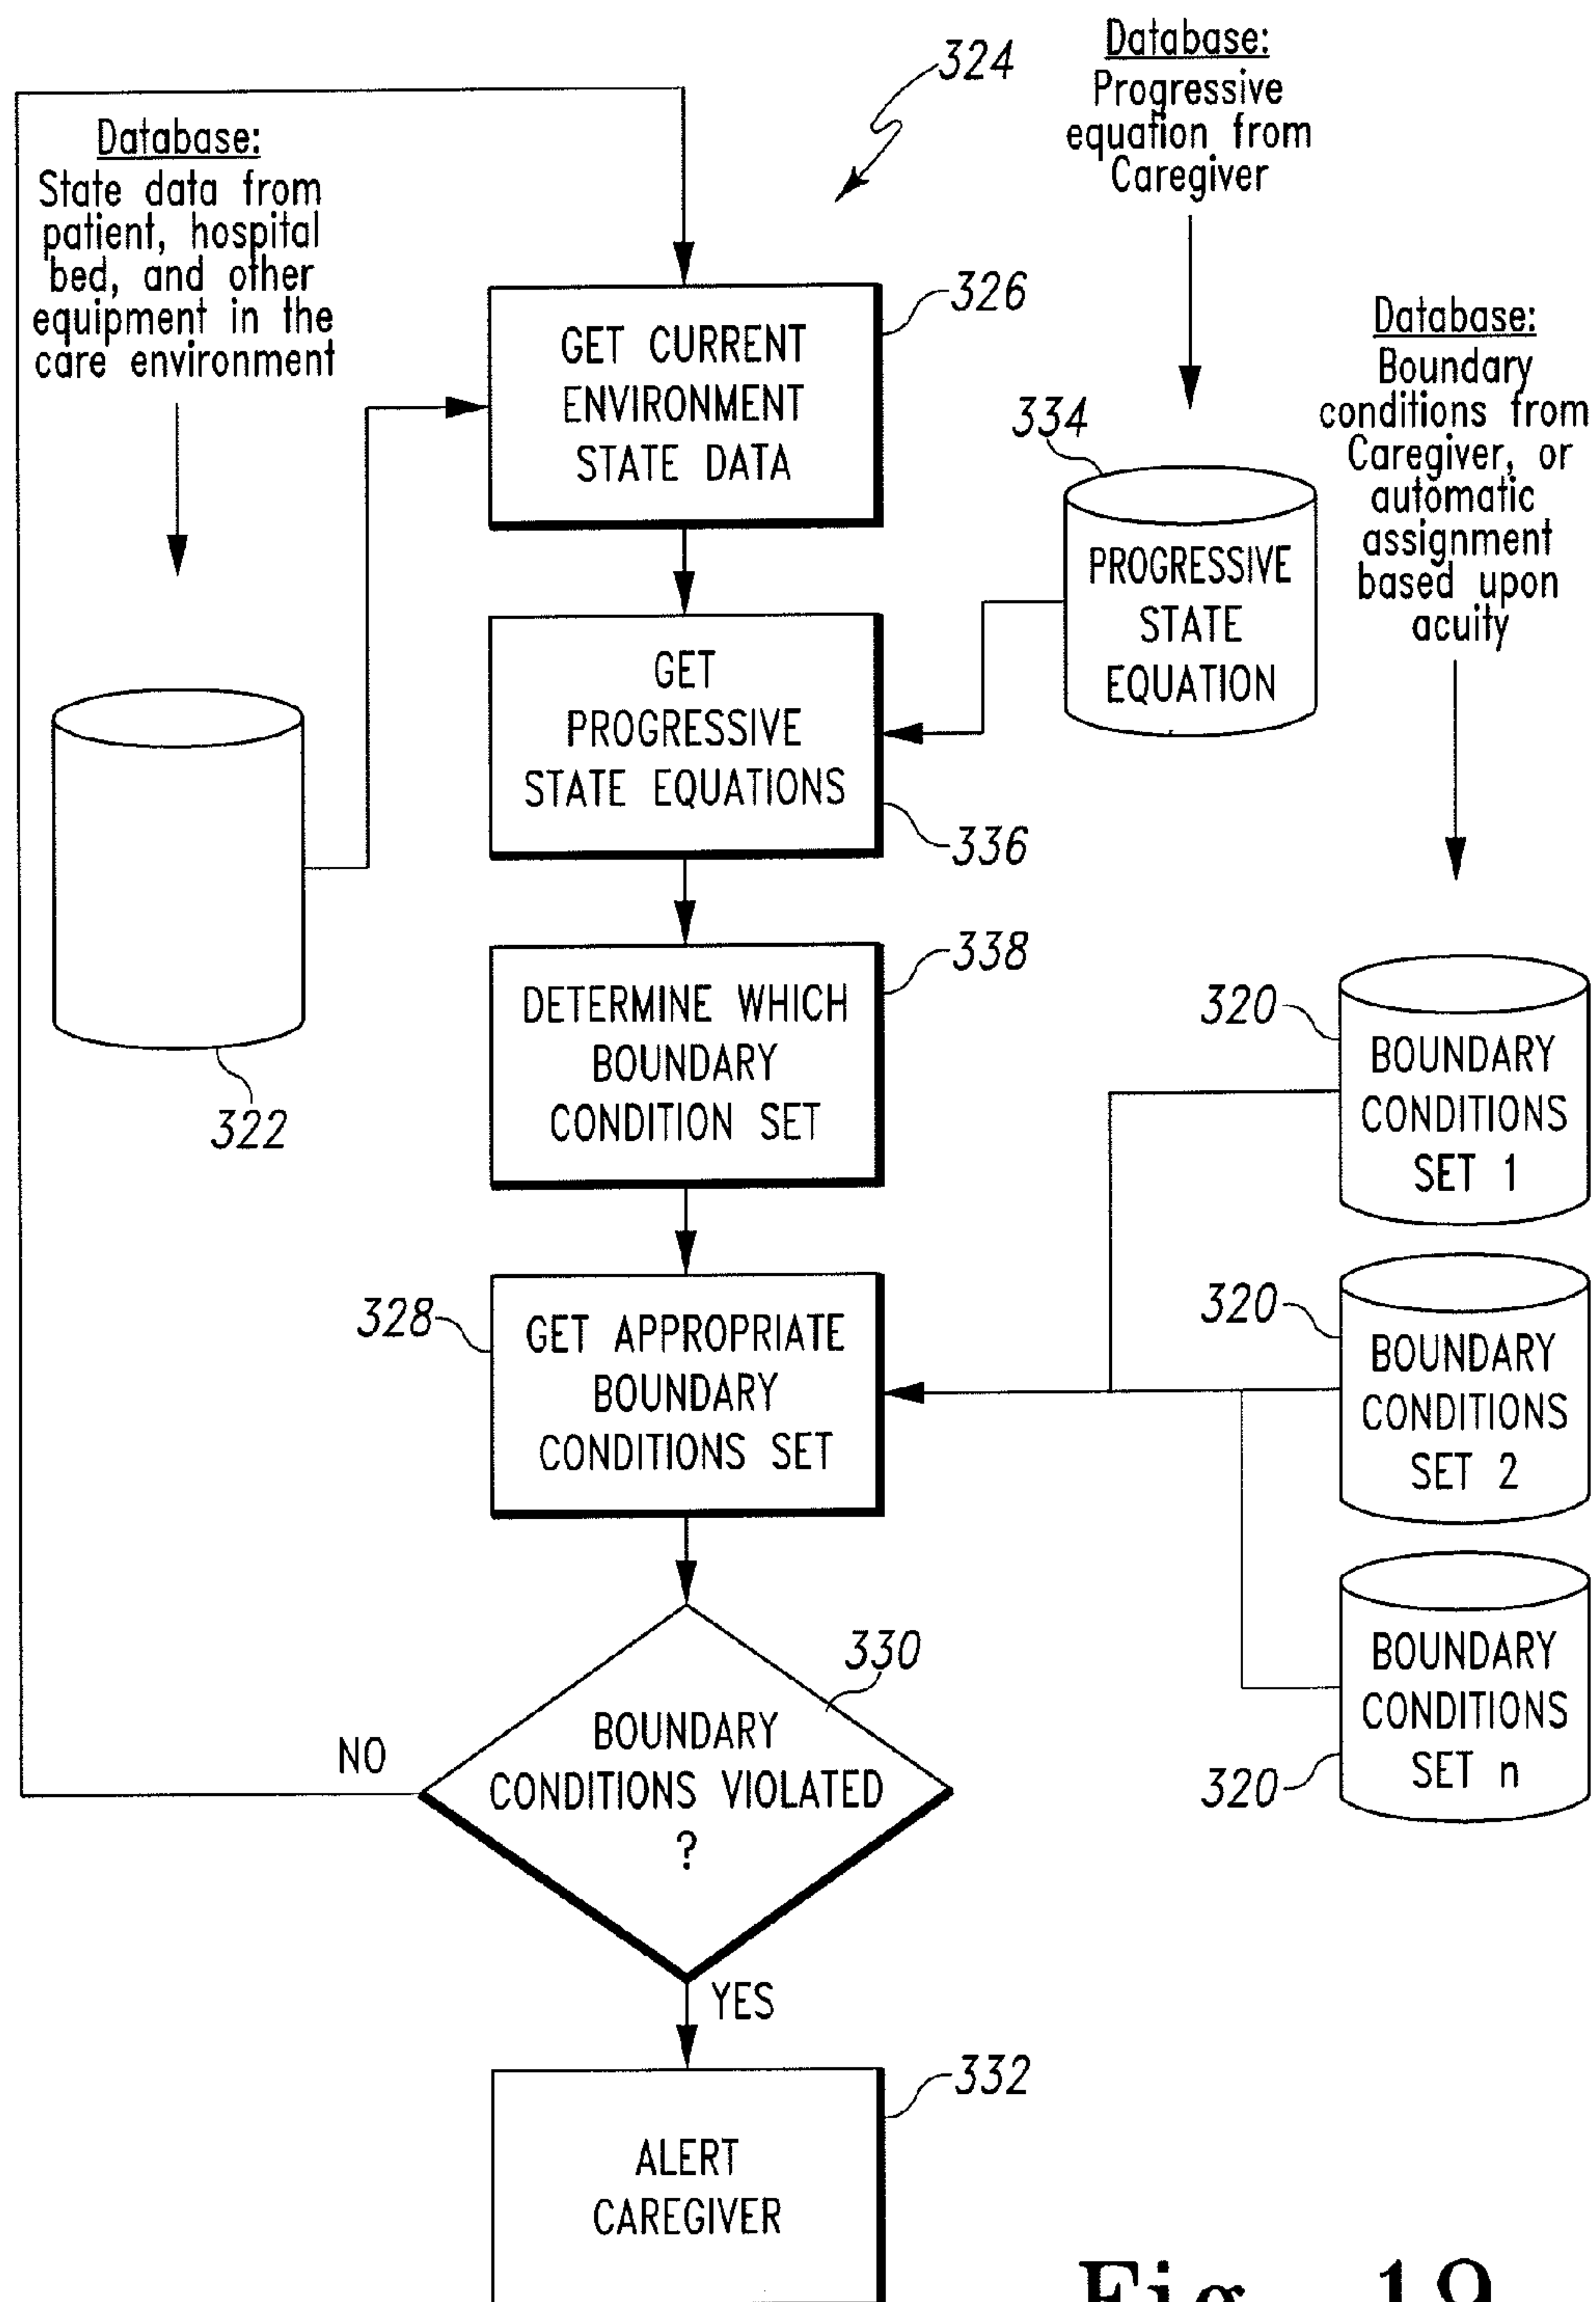 324
Database:
Progressive
equation from
Caregiver
Database:
State data from
patient, hospital
bed, and other
equipment in the
care environment
326
GET CURRENT
ENVIRONMENT
STATE DATA
Database:
Boundary
conditions from
Caregiver, or
automatic
assignment
based upon
acuity
334
PROGRESSIVE
STATE
EQUATION
GET
PROGRESSIVE
STATE EQUATIONS
336
322
338
DETERMINE WHICH
BOUNDARY
CONDITION SET
320
BOUNDARY
CONDITIONS
SET 1
328
GET APPROPRIATE
BOUNDARY
CONDITIONS SET
320
BOUNDARY
CONDITIONS
SET 2
330
BOUNDARY
CONDITIONS VIOLATED
?
NO
BOUNDARY
CONDITIONS
SET n
320
YES
332
ALERT
CAREGIVER
Fig. 19